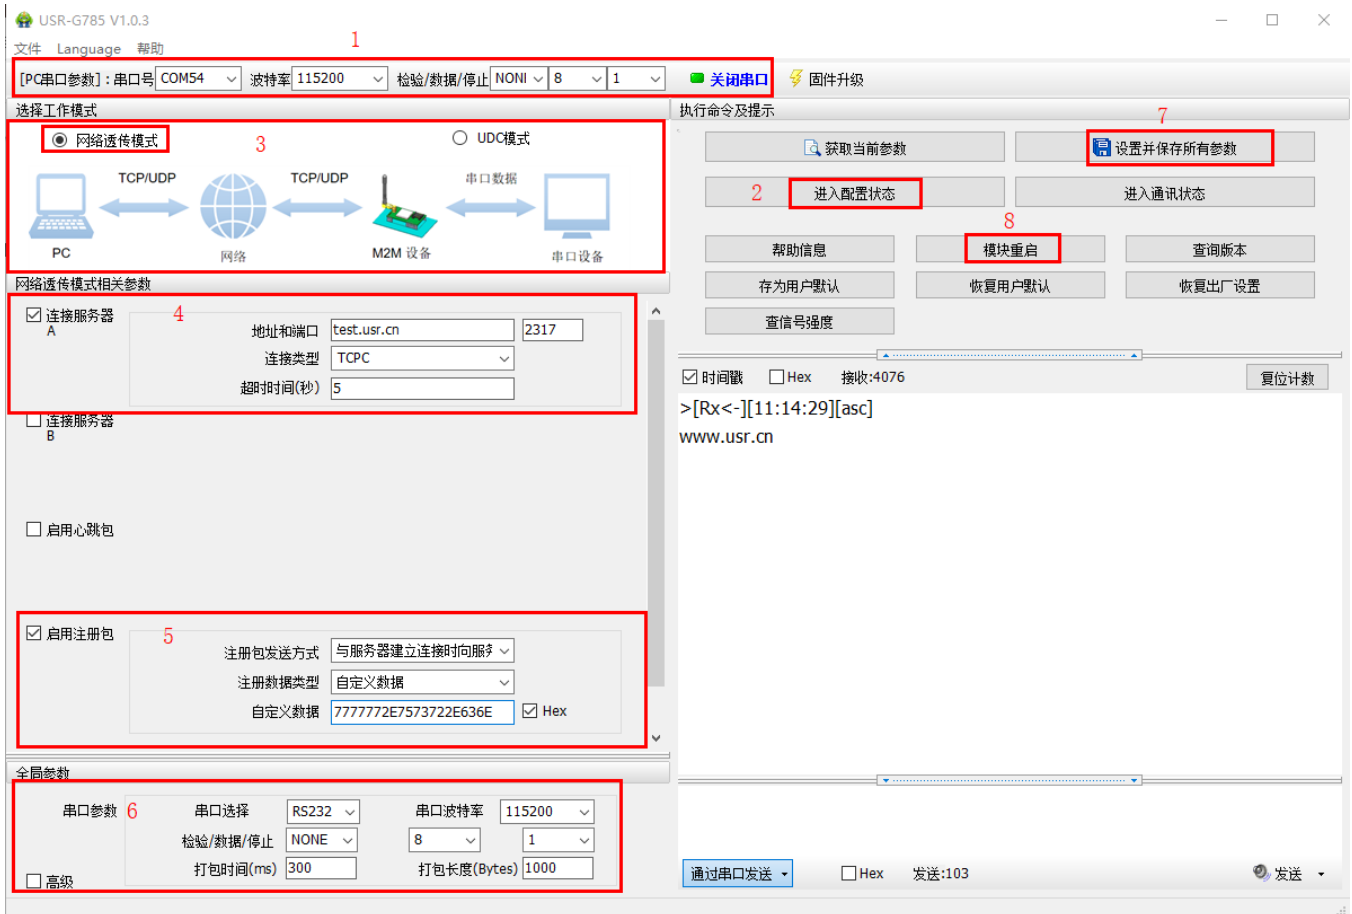 USR-G785 V1.0.3
文件 Language 帮助
1
[PC串口参数]：串口号 COM54 波特率 115200 检验/数据/停止 NONI 8 1 关闭串口 固件升级
选择工作模式
网络透传模式 3 UDC模式
TCP/UDP TCP/UDP 串口数据
PC 网络 M2M 设备 串口设备
网络透传模式相关参数
连接服务器 A 4
地址和端口 test.usr.cn 2317
连接类型 TCPC
超时时间(秒) 5
连接服务器 B
启用心跳包
启用注册包 5
注册包发送方式 与服务器建立连接时向服务
注册数据类型 自定义数据
自定义数据 7777772E7573722E636E Hex
全局参数
串口参数 6 串口选择 RS232 串口波特率 115200
检验/数据/停止 NONE 8 1
打包时间(ms) 300 打包长度(Bytes) 1000
高级
执行命令及提示
7
获取当前参数 设置并保存所有参数
2 进入配置状态 进入通讯状态
8
帮助信息 模块重启 查询版本
存为用户默认 恢复用户默认 恢复出厂设置
查信号强度
时间戳 Hex 接收:4076 复位计数
>[Rx<-][11:14:29][asc]
www.usr.cn
通过串口发送 Hex 发送:103 发送